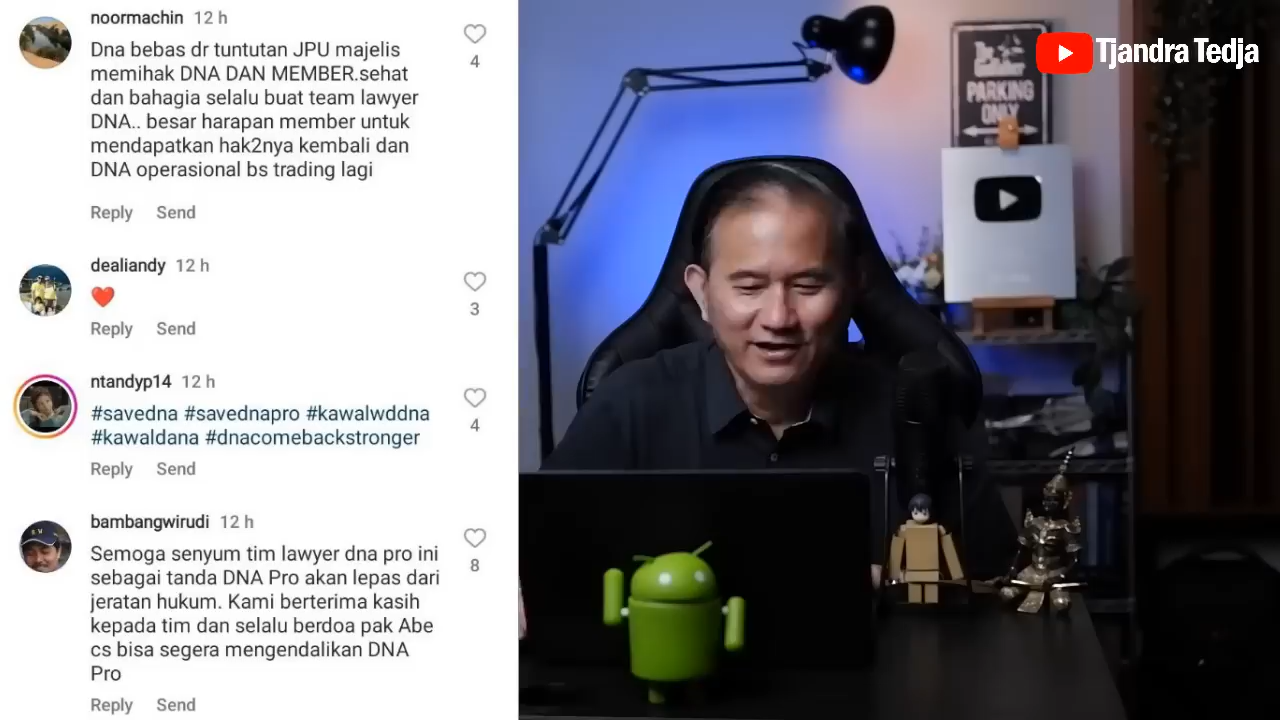 noormachin 12 h
Dna bebas dr tuntutan JPU majelis
memihak DNA DAN MEMBER.sehat
dan bahagia selalu buat team lawyer
DNA.. besar harapan member untuk
mendapatkan hak2nya kembali dan
DNA operasional bs trading lagi
4
Reply Send
dealiandy 12 h
3
Reply Send
ntandyp14 12 h
#savedna #savednapro #kawalwddna
#kawaldana #dnacomebackstronger
4
Reply Send
bambangwirudi 12 h
Semoga senyum tim lawyer dna pro ini
sebagai tanda DNA Pro akan lepas dari
jeratan hukum. Kami berterima kasih
kepada tim dan selalu berdoa pak Abe
cs bisa segera mengendalikan DNA
Pro
8
Reply Send
Tjandra Tedja
The
Godfather
PARKING
ONLY